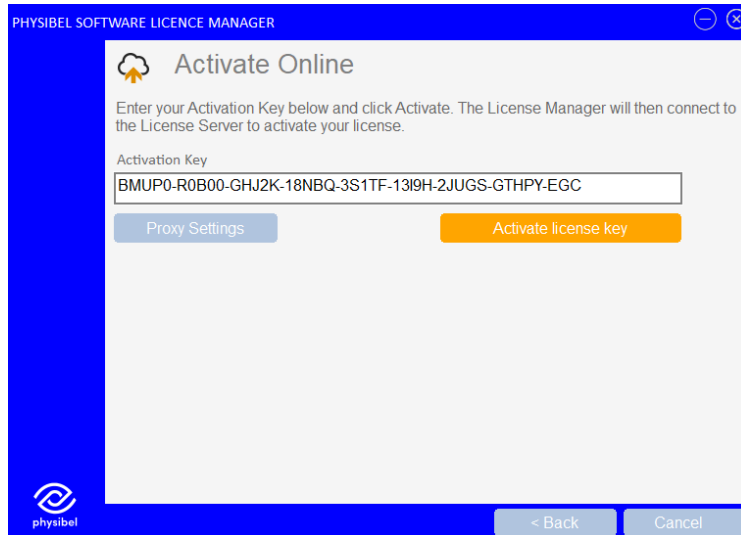 PHYSIBEL SOFTWARE LICENCE MANAGER
Activate Online
Enter your Activation Key below and click Activate. The License Manager will then connect to
the License Server to activate your license.
Activation Key
BMUP0-R0B00-GHJ2K-18NBQ-3S1TF-13I9H-2JUGS-GTHPY-EGC
Proxy Settings
Activate license key
physibel
< Back
Cancel